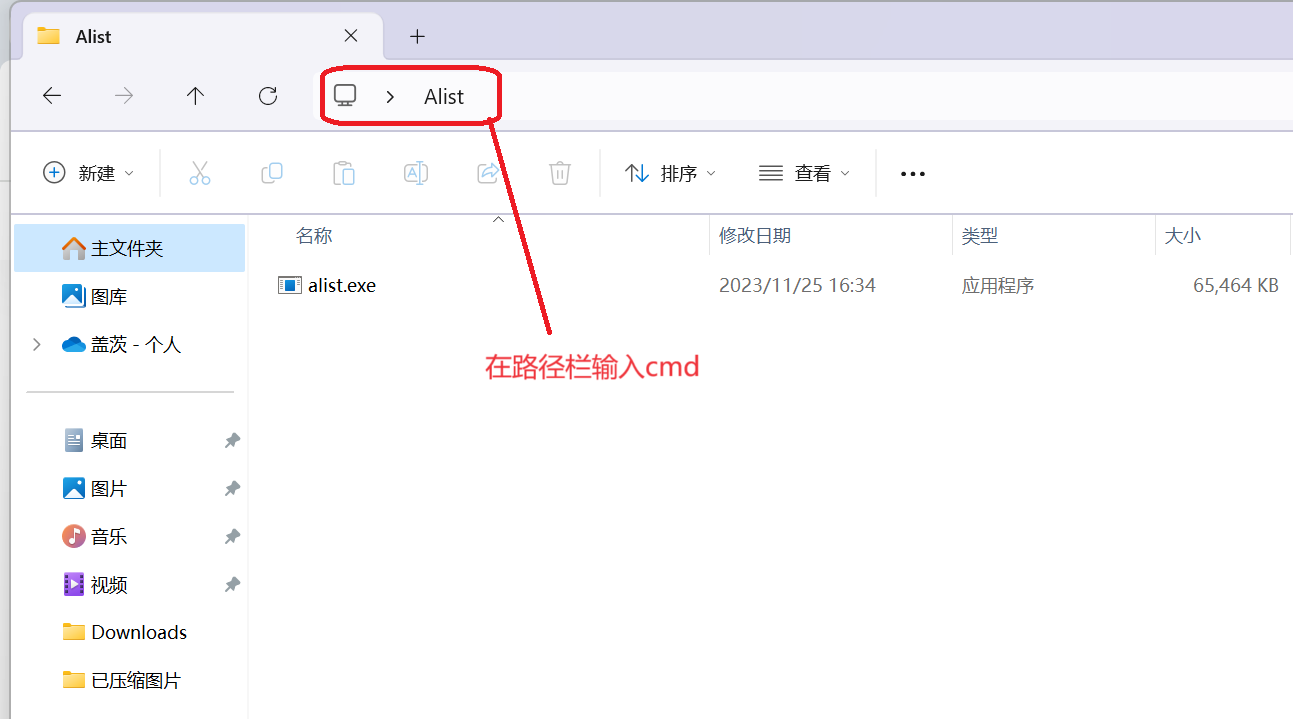 Alist
Alist
新建
排序
查看
名称
修改日期
类型
大小
主文件夹
alist.exe
2023/11/25 16:34
应用程序
65,464 KB
图库
盖茨 - 个人
在路径栏输入cmd
桌面
图片
音乐
视频
Downloads
已压缩图片